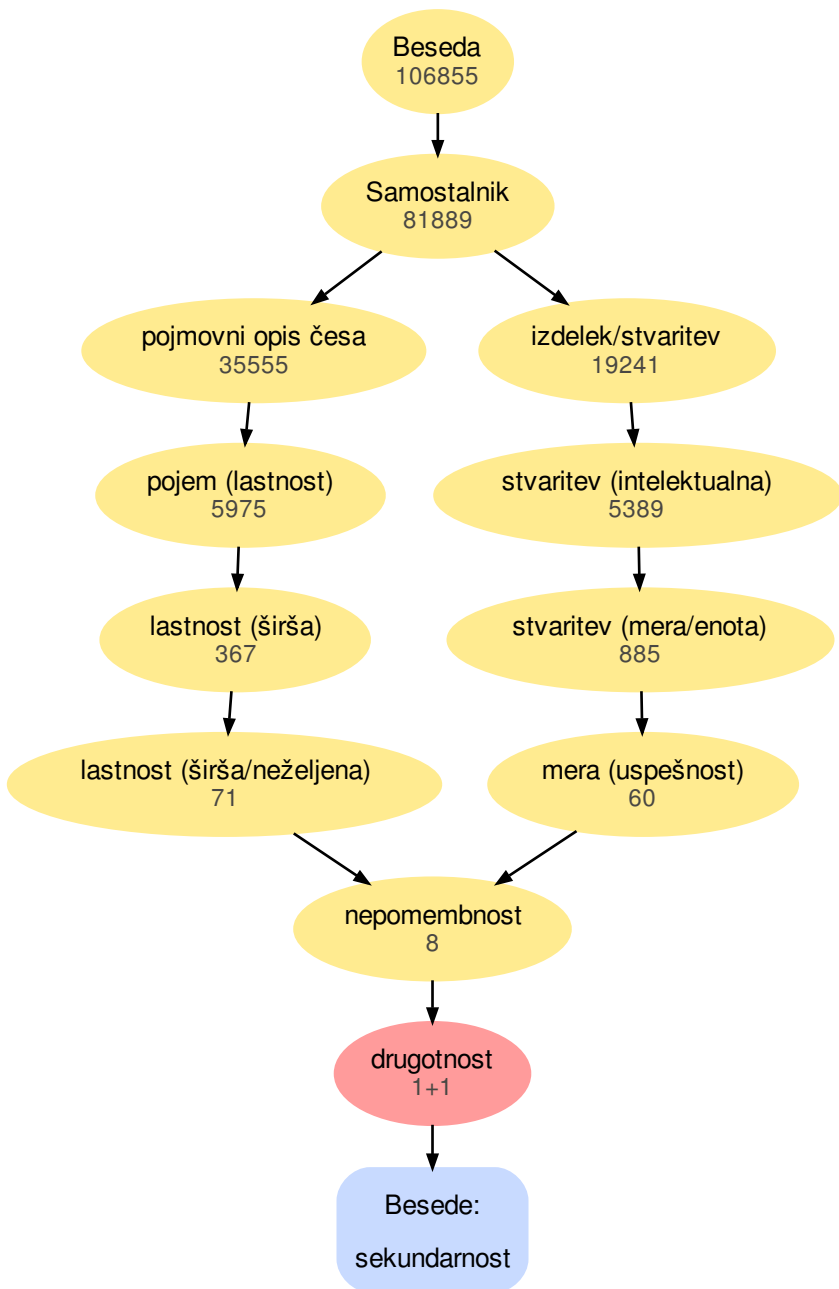 Beseda
106855
Samostalnik
81889
pojmovni opis česa
35555
izdelek/stvaritev
19241
pojem (lastnost)
5975
stvaritev (intelektualna)
5389
lastnost (širša)
367
stvaritev (mera/enota)
885
lastnost (širša/neželjena)
71
mera (uspešnost)
60
nepomembnost
8
drugotnost
1+1
Besede:
sekundarnost